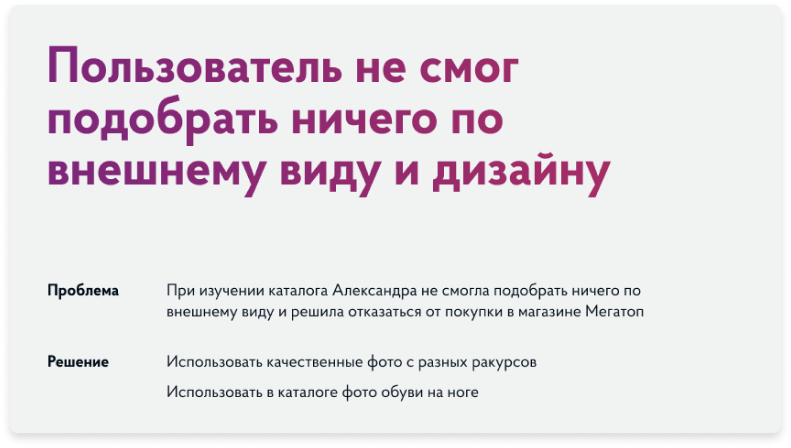 Пользователь не смог
подобрать ничего по
внешнему виду и дизайну
Проблема
При изучении каталога Александра не смогла подобрать ничего по
внешнему виду и решила отказаться от покупки в магазине Мегатоп
Решение
Использовать качественные фото с разных ракурсов
Использовать в каталоге фото обуви на ноге